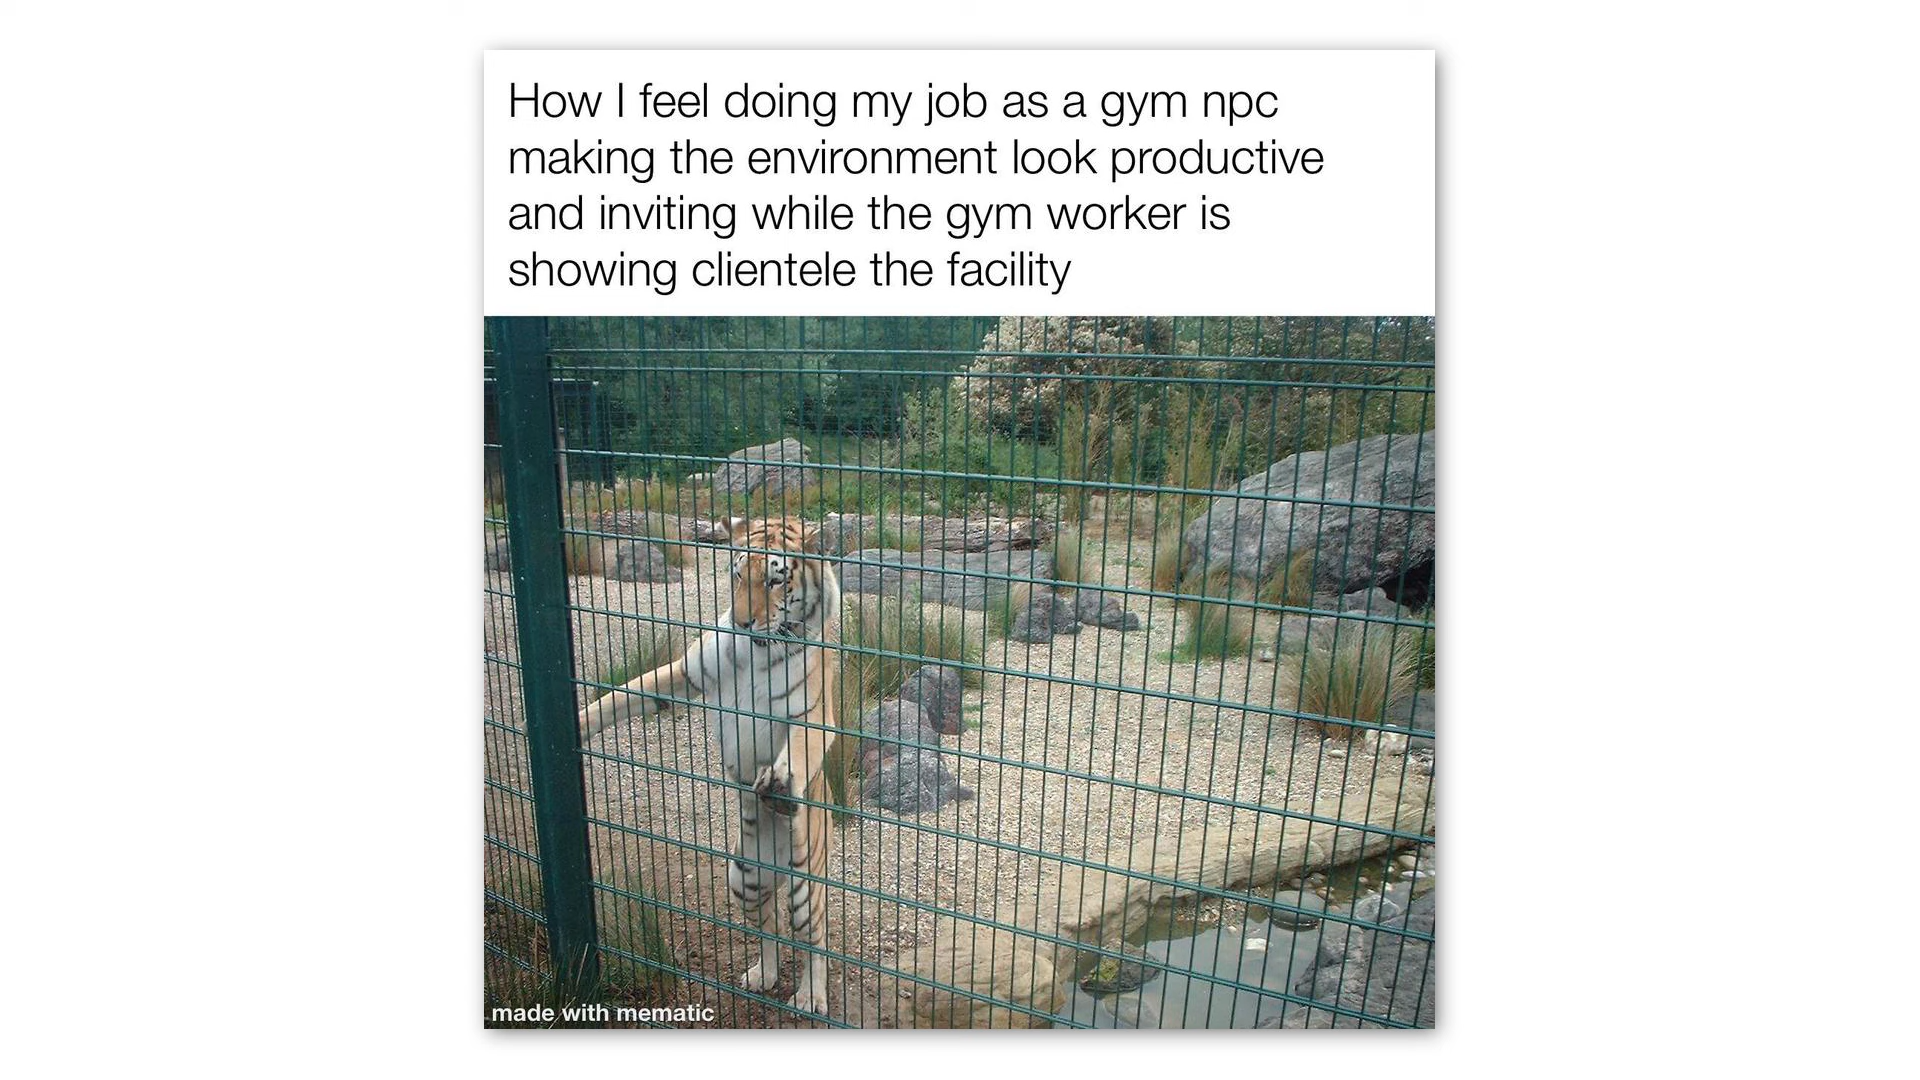 How I feel doing my job as a gym npc
making the environment look productive
and inviting while the gym worker is
showing clientele the facility
made with mematic